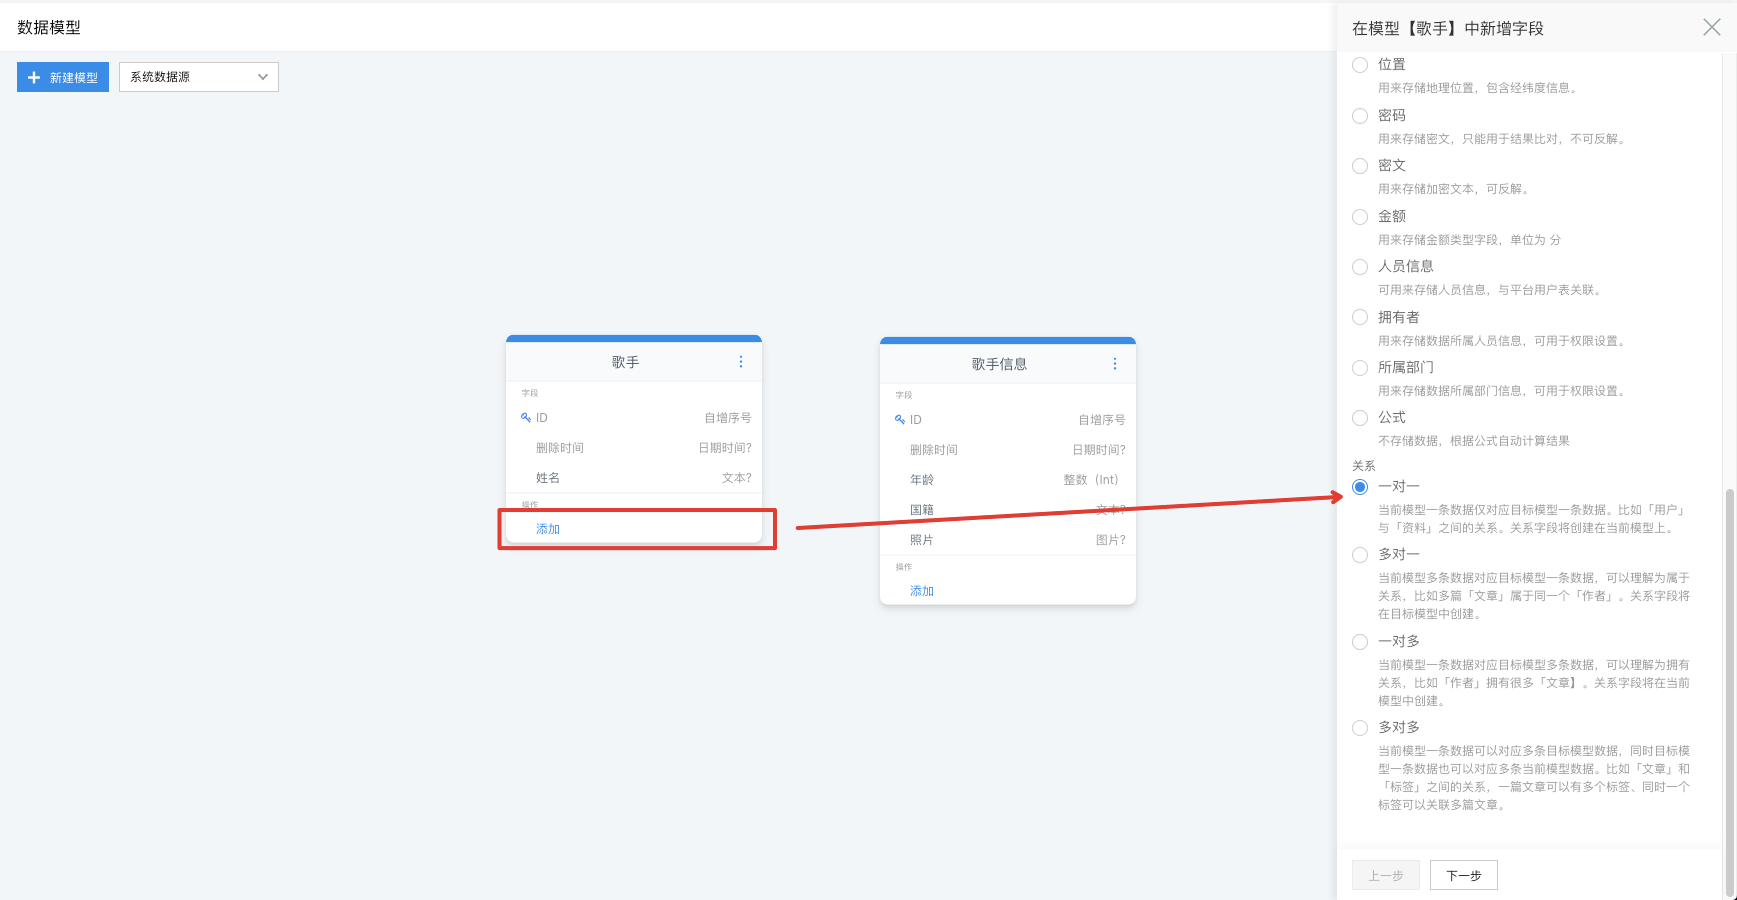 数据模型
新建模型
系统数据源
歌手
字段
ID 自增序号
删除时间 日期时间?
姓名 文本?
操作
添加
歌手信息
字段
ID 自增序号
删除时间 日期时间?
年龄 整数 (Int)
国籍 文本?
照片 图片?
操作
添加
在模型【歌手】中新增字段
位置
用来存储地理位置，包含经纬度信息。
密码
用来存储密文，只能用于结果比对，不可反解。
密文
用来存储加密文本，可反解。
金额
用来存储金额类型字段，单位为 分
人员信息
可用来存储人员信息，与平台用户表关联。
拥有者
用来存储数据所属人员信息，可用于权限设置。
所属部门
用来存储数据所属部门信息，可用于权限设置。
公式
不存储数据，根据公式自动计算结果
关系
一对一
当前模型一条数据仅对应目标模型一条数据。比如「用户」
与「资料」之间的关系。关系字段将创建在当前模型上。
多对一
当前模型多条数据对应目标模型一条数据，可以理解为属于
关系，比如多篇「文章」属于同一个「作者」。关系字段将
在目标模型中创建。
一对多
当前模型一条数据对应目标模型多条数据，可以理解为拥有
关系，比如「作者」拥有很多「文章】。关系字段将在当前
模型中创建。
多对多
当前模型一条数据可以对应多条目标模型数据，同时目标模
型一条数据也可以对应多条当前模型数据。比如「文章」和
「标签」之间的关系，一篇文章可以有多个标签、同时一个
标签可以关联多篇文章。
上一步
下一步